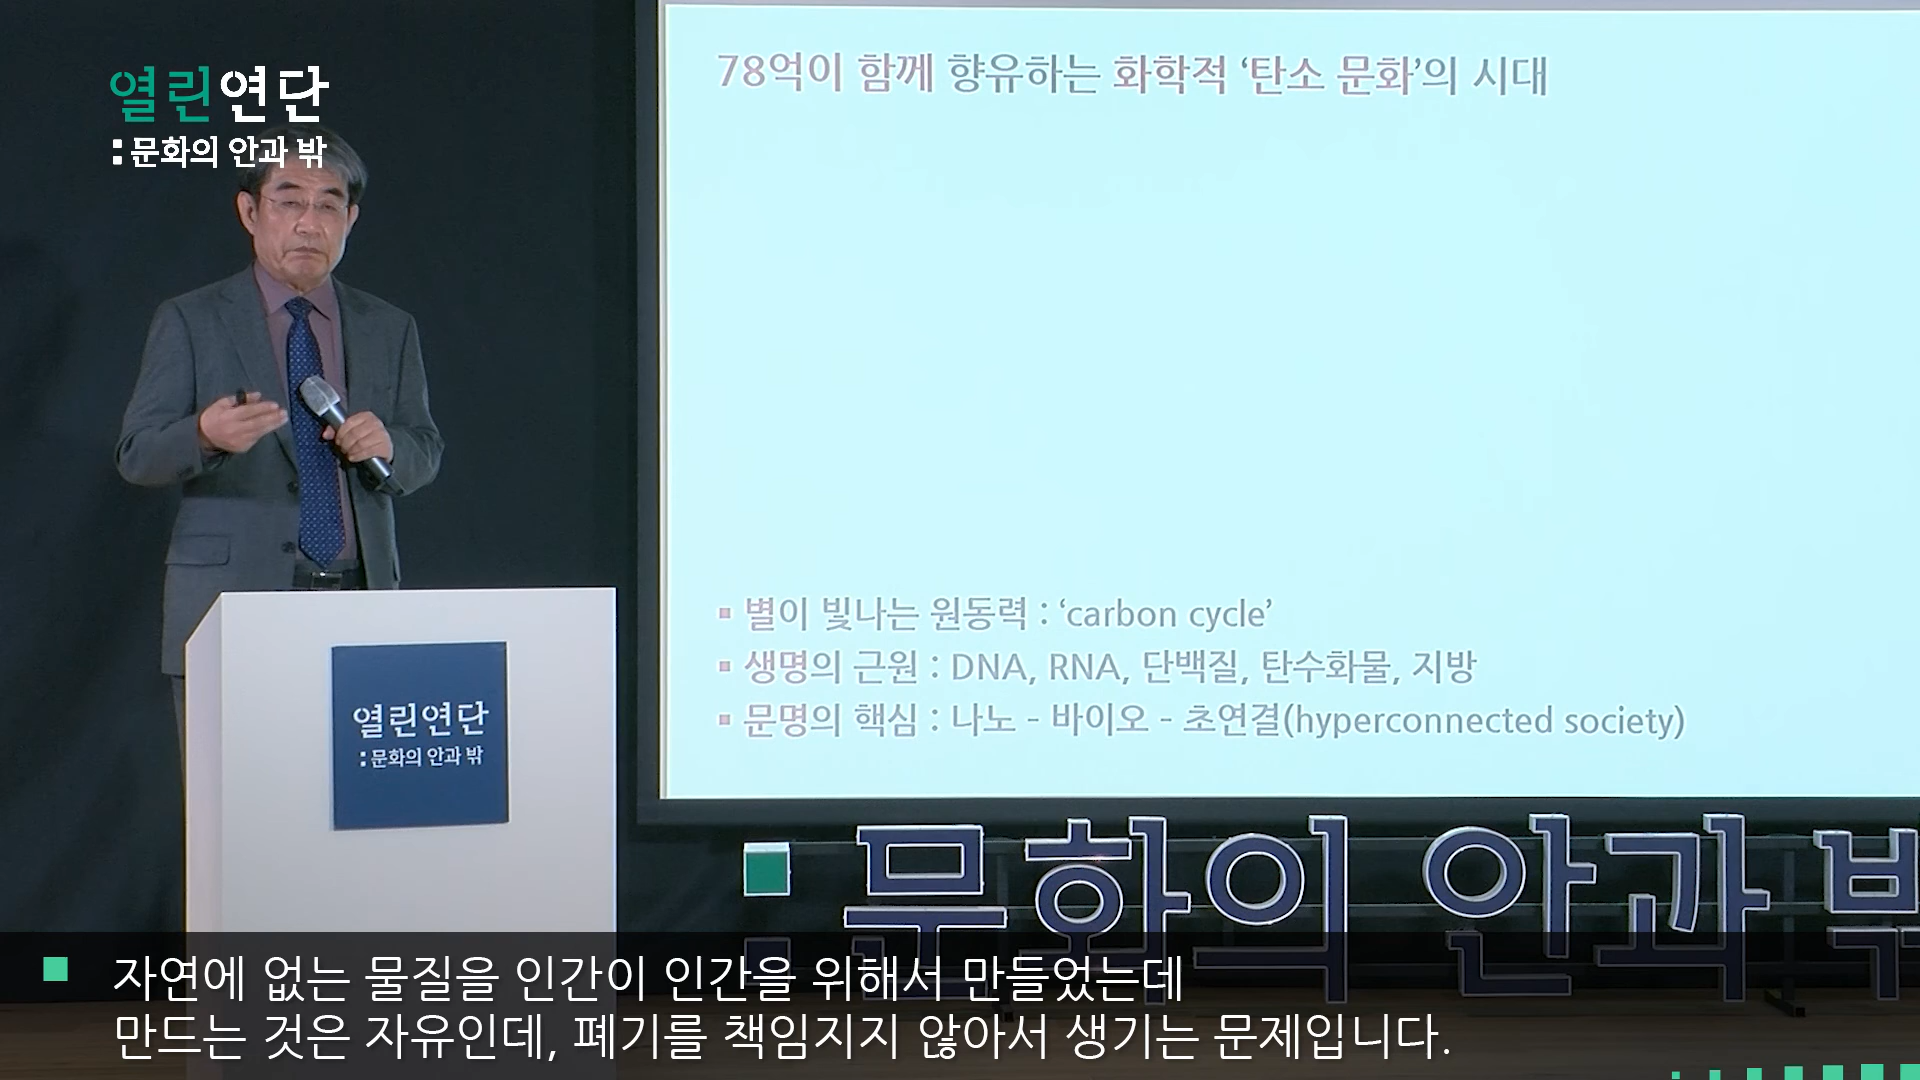 열린연단
:문화의 안과 밖
78억이 함께 향유하는 화학적 ‘탄소 문화’의 시대
▪ 별이 빛나는 원동력 : ‘carbon cycle’
▪ 생명의 근원 : DNA, RNA, 단백질, 탄수화물, 지방
▪ 문명의 핵심 : 나노 - 바이오 - 초연결(hyperconnected society)
열린연단
:문화의 안과 밖
:문화의 안과 밖
자연에 없는 물질을 인간이 인간을 위해서 만들었는데
만드는 것은 자유인데, 폐기를 책임지지 않아서 생기는 문제입니다.